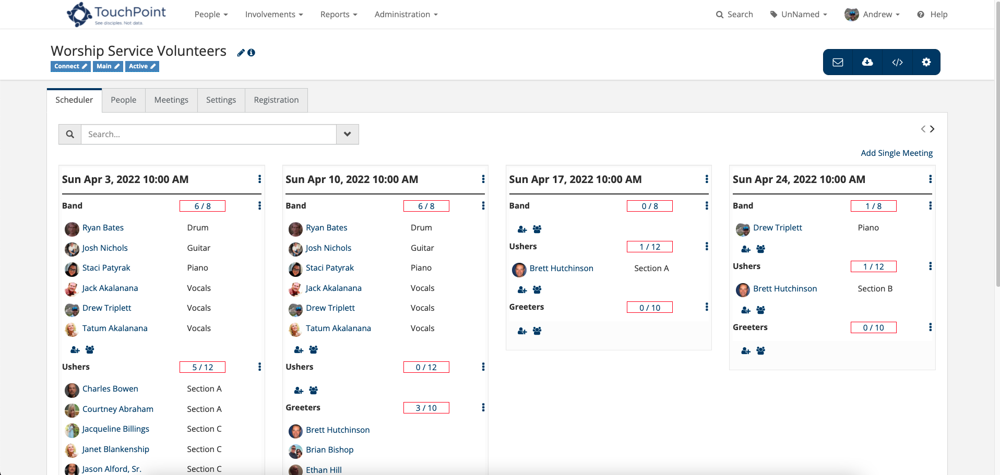 TouchPoint
See disciples. Not data.
People Involvements Reports Administration Search UnNamed Andrew Help
Worship Service Volunteers
Connect Main Active
Scheduler People Meetings Settings Registration
Search...
Add Single Meeting
Sun Apr 3, 2022 10:00 AM
Band 6 / 8
Ryan Bates Drum
Josh Nichols Guitar
Staci Patyrak Piano
Jack Akalanana Vocals
Drew Triplett Vocals
Tatum Akalanana Vocals
Ushers 5 / 12
Charles Bowen Section A
Courtney Abraham Section A
Jacqueline Billings Section C
Janet Blankenship Section C
Jason Alford, Sr. Section C
Sun Apr 10, 2022 10:00 AM
Band 6 / 8
Ryan Bates Drum
Josh Nichols Guitar
Staci Patyrak Piano
Jack Akalanana Vocals
Drew Triplett Vocals
Tatum Akalanana Vocals
Ushers 0 / 12
Greeters 3 / 10
Brett Hutchinson
Brian Bishop
Ethan Hill
Sun Apr 17, 2022 10:00 AM
Band 0 / 8
Ushers 1 / 12
Brett Hutchinson Section A
Greeters 0 / 10
Sun Apr 24, 2022 10:00 AM
Band 1 / 8
Drew Triplett Piano
Ushers 1 / 12
Brett Hutchinson Section B
Greeters 0 / 10